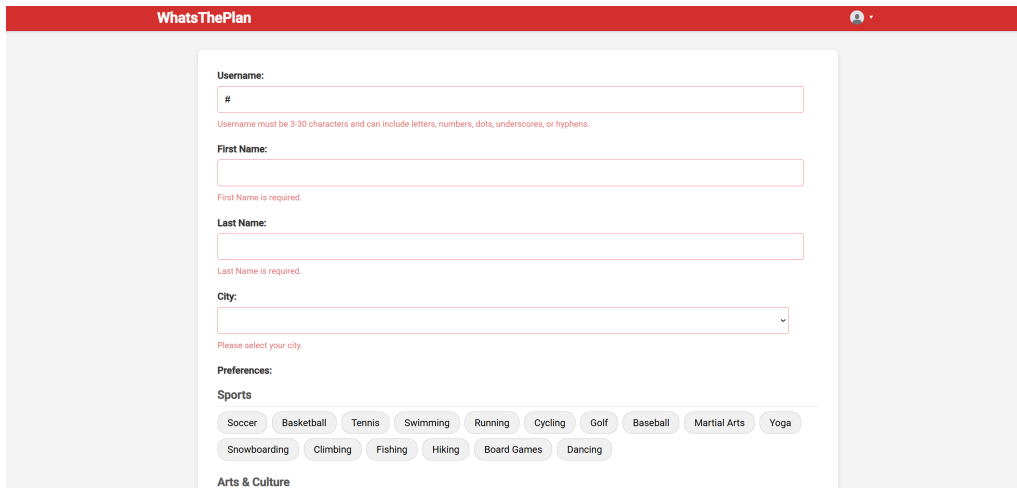 WhatsThePlan
Username:
#
Username must be 3-30 characters and can include letters, numbers, dots, underscores, or hyphens.
First Name:
First Name is required.
Last Name:
Last Name is required.
City:
Please select your city.
Preferences:
Sports
Soccer Basketball Tennis Swimming Running Cycling Golf Baseball Martial Arts Yoga
Snowboarding Climbing Fishing Hiking Board Games Dancing
Arts & Culture